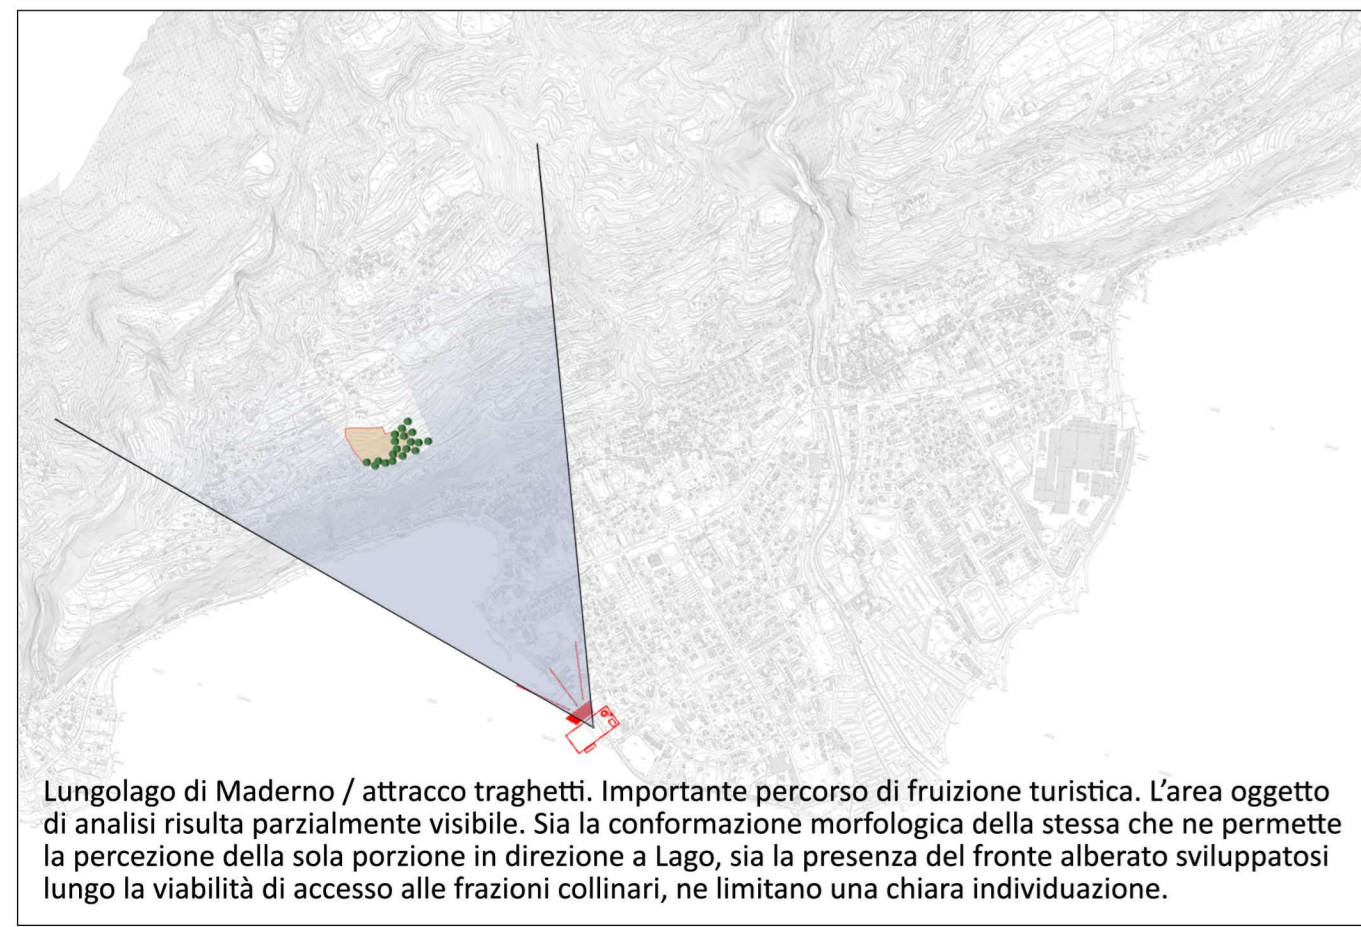 Lungolago di Maderno / attracco traghetti. Importante percorso di fruizione turistica. L'area oggetto
di analisi risulta parzialmente visibile. Sia la conformazione morfologica della stessa che ne permette
la percezione della sola porzione in direzione a Lago, sia la presenza del fronte alberato sviluppatosi
lungo la viabilità di accesso alle frazioni collinari, ne limitano una chiara individuazione.